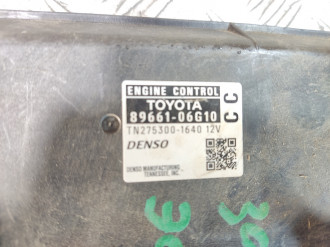 ENGINE CONTROL
TOYOTA
89661-06G10
CC
TN275300-1640 12V
DENSO
DENSO MANUFACTURING
TENNESSEE, INC.